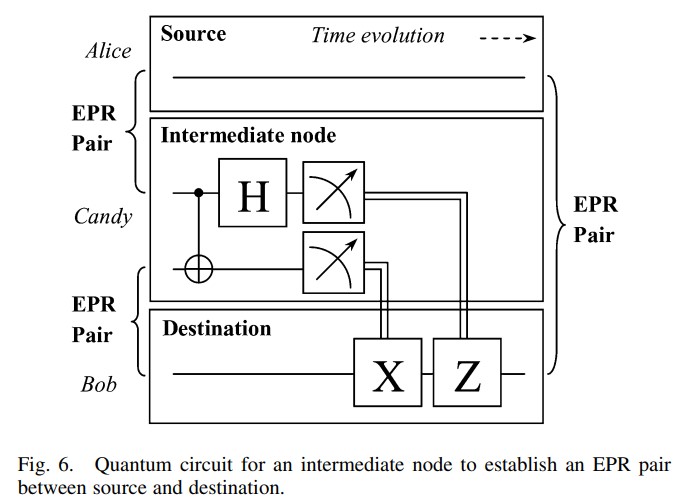 Source Time evolution
Alice
EPR
Pair
Intermediate node
H
Candy
EPR
Pair
EPR
Pair
Destination
X Z
Bob
Fig. 6. Quantum circuit for an intermediate node to establish an EPR pair
between source and destination.